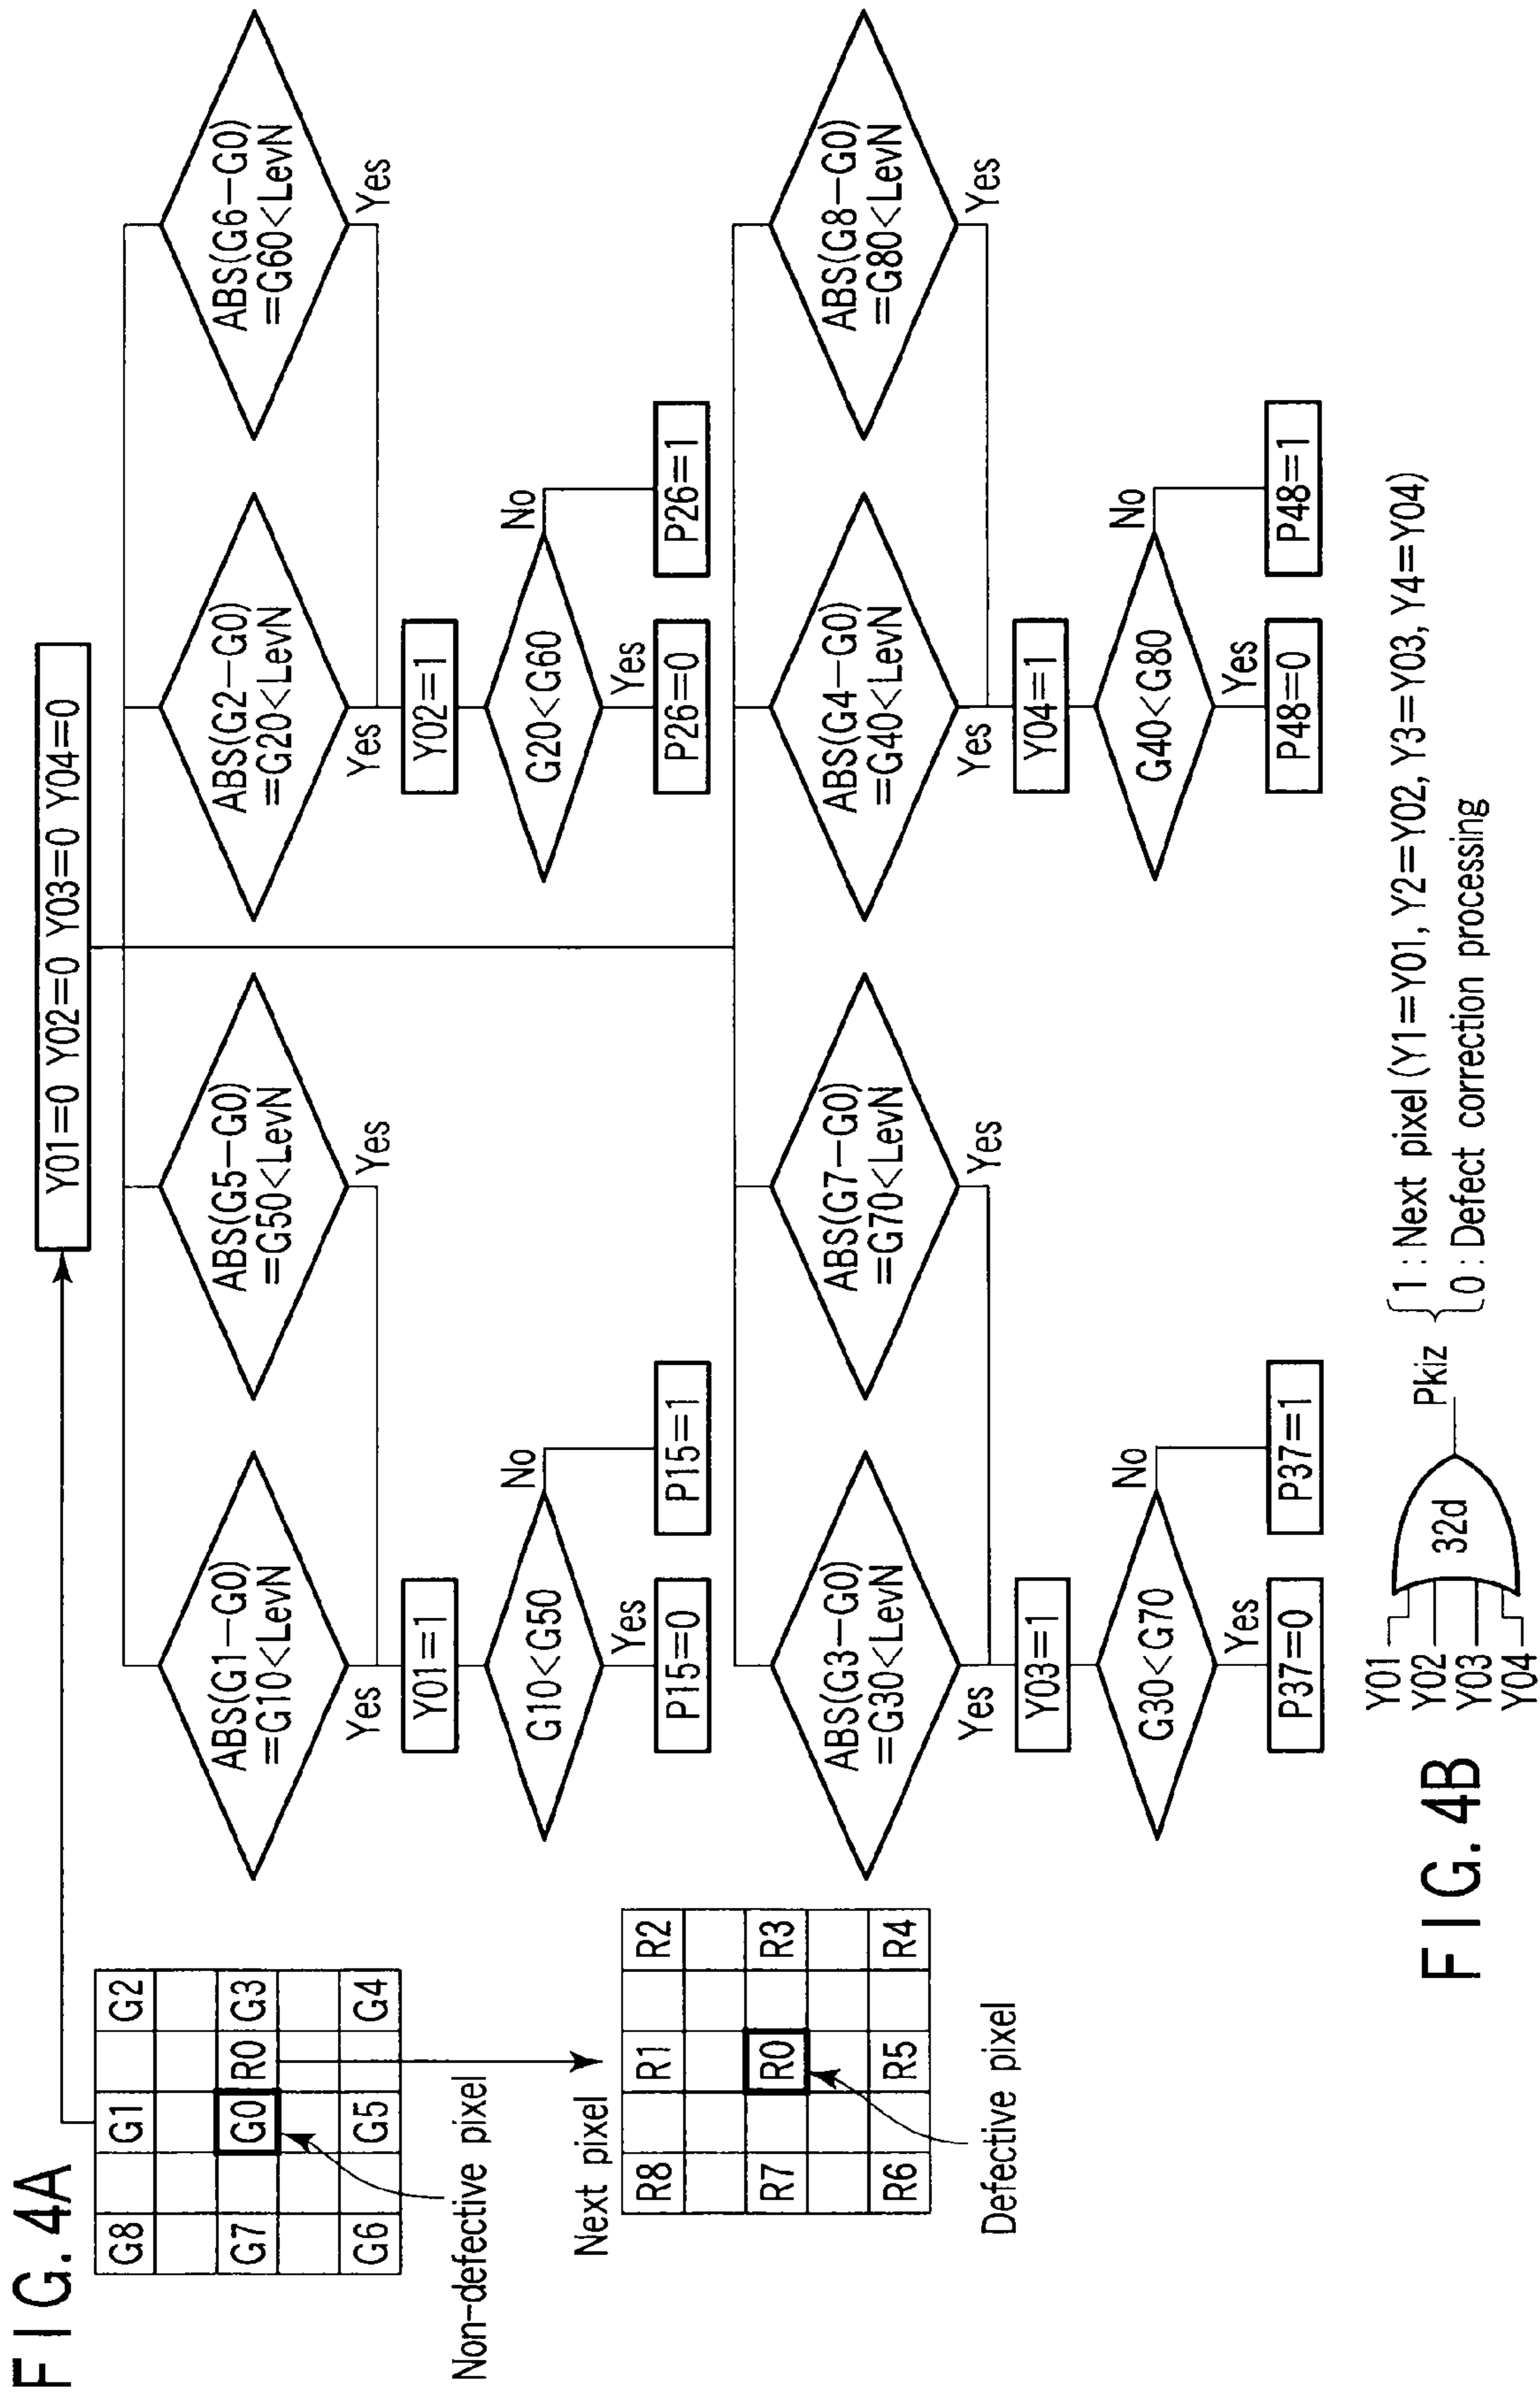 FIG. 4A
G8 G1 G2
G7 G0 R0 G3
G6 G5 G4
Non-defective pixel
Next pixel
R8 R1 R2
R7 R0 R3
R6 R5 R4
Defective pixel
Y01=0 Y02=0 Y03=0 Y04=0
ABS(G1-G0)
=G10<LevN
Yes
ABS(G5-G0)
=G50<LevN
Yes
Y01=1
G10<G50
No
Yes
P15=0
P15=1
ABS(G2-G0)
=G20<LevN
Yes
ABS(G6-G0)
=G60<LevN
Yes
Y02=1
G20<G60
No
Yes
P26=0
P26=1
ABS(G3-G0)
=G30<LevN
Yes
ABS(G7-G0)
=G70<LevN
Yes
Y03=1
G30<G70
No
Yes
P37=0
P37=1
ABS(G4-G0)
=G40<LevN
Yes
ABS(G8-G0)
=G80<LevN
Yes
Y04=1
G40<G80
No
Yes
P48=0
P48=1
FIG. 4B
Y01
Y02
Y03
Y04
32d
Pkiz
1 : Next pixel (Y1=Y01, Y2=Y02, Y3=Y03, Y4=Y04)
0 : Defect correction processing